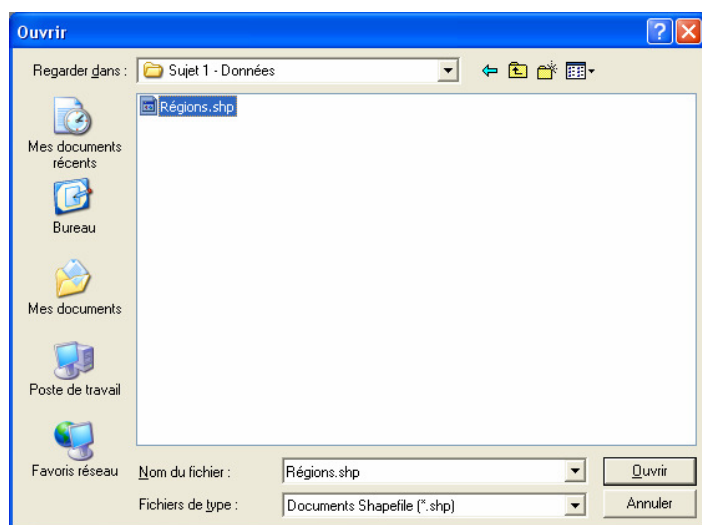 Ouvrir
Regarder dans :
Sujet 1 - Données
Régions.shp
Mes documents
récents
Bureau
Mes documents
Poste de travail
Favoris réseau
Nom du fichier :
Régions.shp
Ouvrir
Fichiers de type :
Documents Shapefile (*.shp)
Annuler